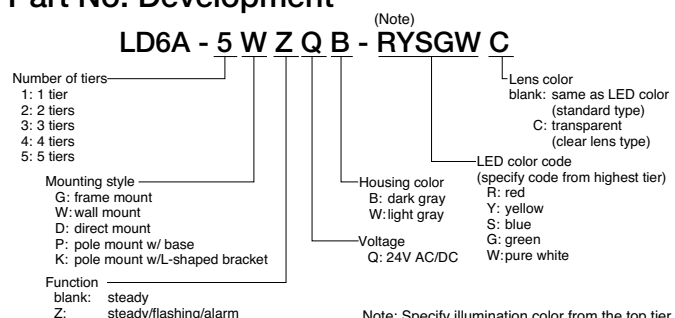 Part No. Development
(Note)
LD6A - 5 W Z Q B - RYSGW C
Number of tiers
1: 1 tier
2: 2 tiers
3: 3 tiers
4: 4 tiers
5: 5 tiers
Mounting style
G: frame mount
W: wall mount
D: direct mount
P: pole mount w/ base
K: pole mount w/L-shaped bracket
Function
blank: steady
Z: steady/flashing/alarm
Housing color
B: dark gray
W: light gray
Voltage
Q: 24V AC/DC
Lens color
blank: same as LED color
(standard type)
C: transparent
(clear lens type)
LED color code
(specify code from highest tier)
R: red
Y: yellow
S: blue
G: green
W: pure white
Note: Specify illumination color from the top tier